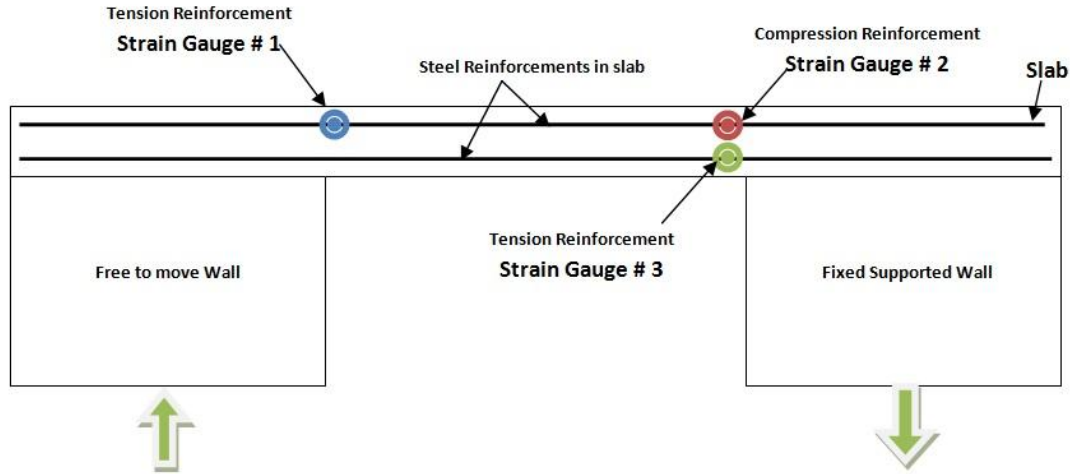 Tension Reinforcement
Strain Gauge # 1
Compression Reinforcement
Strain Gauge # 2
Steel Reinforcements in slab
Slab
Tension Reinforcement
Strain Gauge # 3
Free to move Wall
Fixed Supported Wall